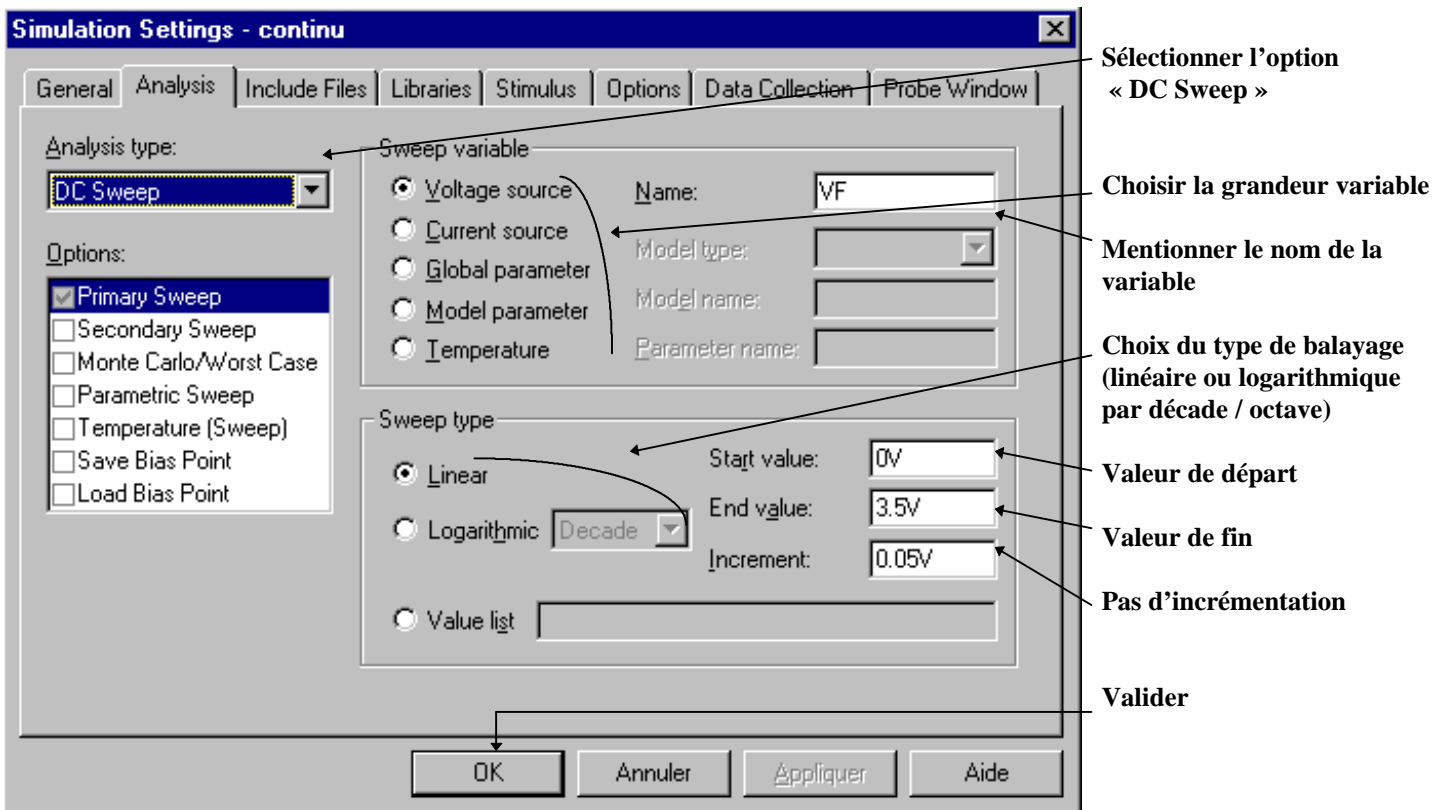 Simulation Settings - continu
General
Analysis
Include Files
Libraries
Stimulus
Options
Data Collection
Probe Window
Analysis type:
DC Sweep
Options:
Primary Sweep
Secondary Sweep
Monte Carlo/Worst Case
Parametric Sweep
Temperature (Sweep)
Save Bias Point
Load Bias Point
Sweep variable
Voltage source
Current source
Global parameter
Model parameter
Temperature
Name:
VF
Model type:
Model name:
Parameter name:
Sweep type
Linear
Logarithmic
Decade
Value list
Start value:
0V
End value:
3.5V
Increment:
0.05V
OK
Annuler
Appliquer
Aide
Sélectionner l'option
« DC Sweep »
Choisir la grandeur variable
Mentionner le nom de la
variable
Choix du type de balayage
(linéaire ou logarithmique
par décade / octave)
Valeur de départ
Valeur de fin
Pas d'incrémentation
Valider